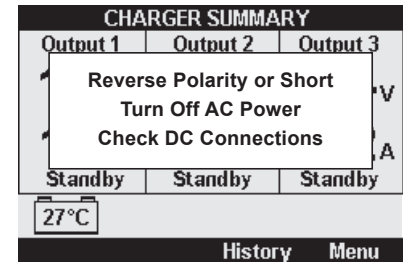 CHARGER SUMMARY
Output 1 Output 2 Output 3
Reverse Polarity or Short
Turn Off AC Power
Check DC Connections
V
A
Standby Standby Standby
27°C
History Menu